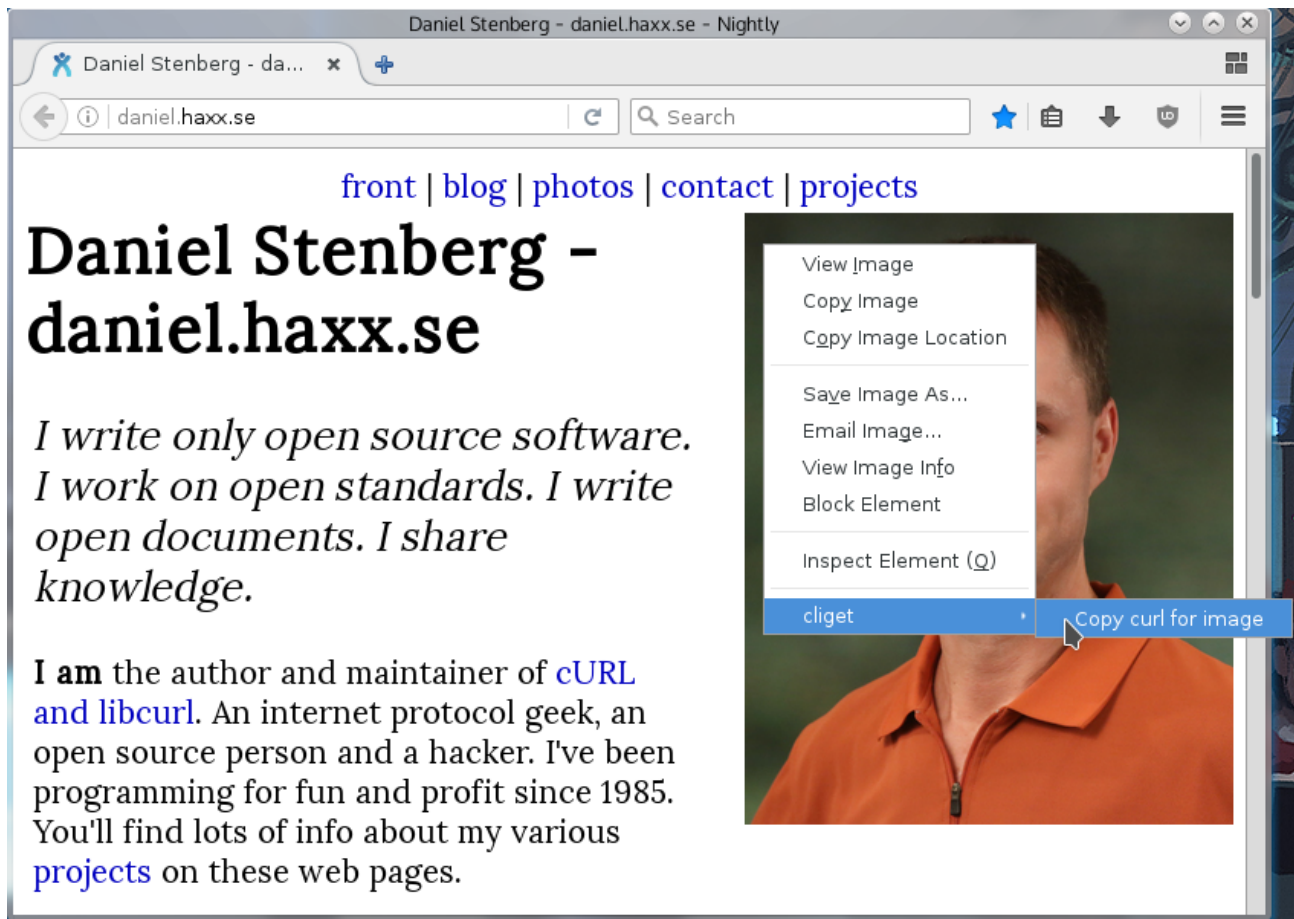 Daniel Stenberg - daniel.haxx.se - Nightly
Daniel Stenberg - da...
daniel.haxx.se
Search
front | blog | photos | contact | projects
Daniel Stenberg -
daniel.haxx.se
I write only open source software.
I work on open standards. I write
open documents. I share
knowledge.
I am the author and maintainer of cURL
and libcurl. An internet protocol geek, an
open source person and a hacker. I've been
programming for fun and profit since 1985.
You'll find lots of info about my various
projects on these web pages.
View Image
Copy Image
Copy Image Location
Save Image As...
Email Image...
View Image Info
Block Element
Inspect Element (Q)
cliget
Copy curl for image